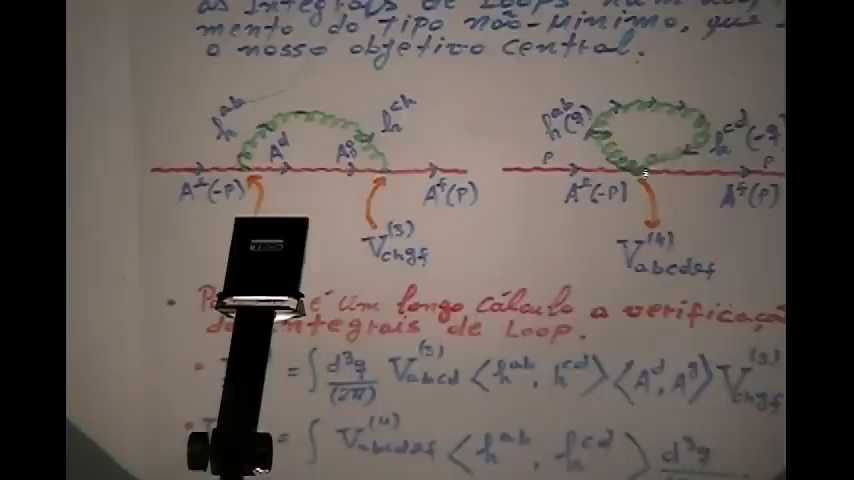 as Integrais de Loops num
mento do tipo não-mínimo, que
o nosso objetivo central.
h^ab h^ch h^ab(q) h^cd(-q)
A^d A^g P P
A^e(-P) A^f(P) A^e(-P) A^f(P)
V^(3)_chgf V^(4)_abcdef
• é um longo cálculo a verificação
integrais de Loop.
• = ∫ d³q/(2π) V^(3)_abcd <h^ab, h^cd> <A^d, A^g> V^(3)_chgf
• = ∫ V^(4)_abcdef <h^ab, h^cd> d³q